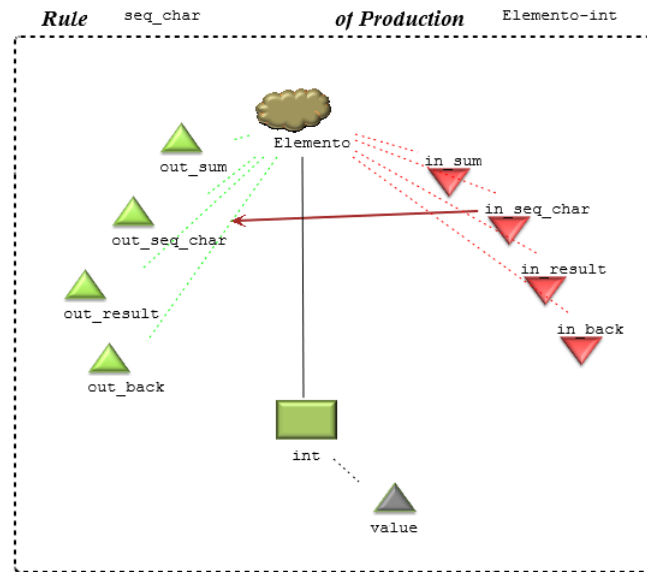 Rule seq_char of Production Elemento-int
Elemento
out_sum
in_sum
out_seq_char
in_seq_char
out_result
in_result
out_back
in_back
int
value